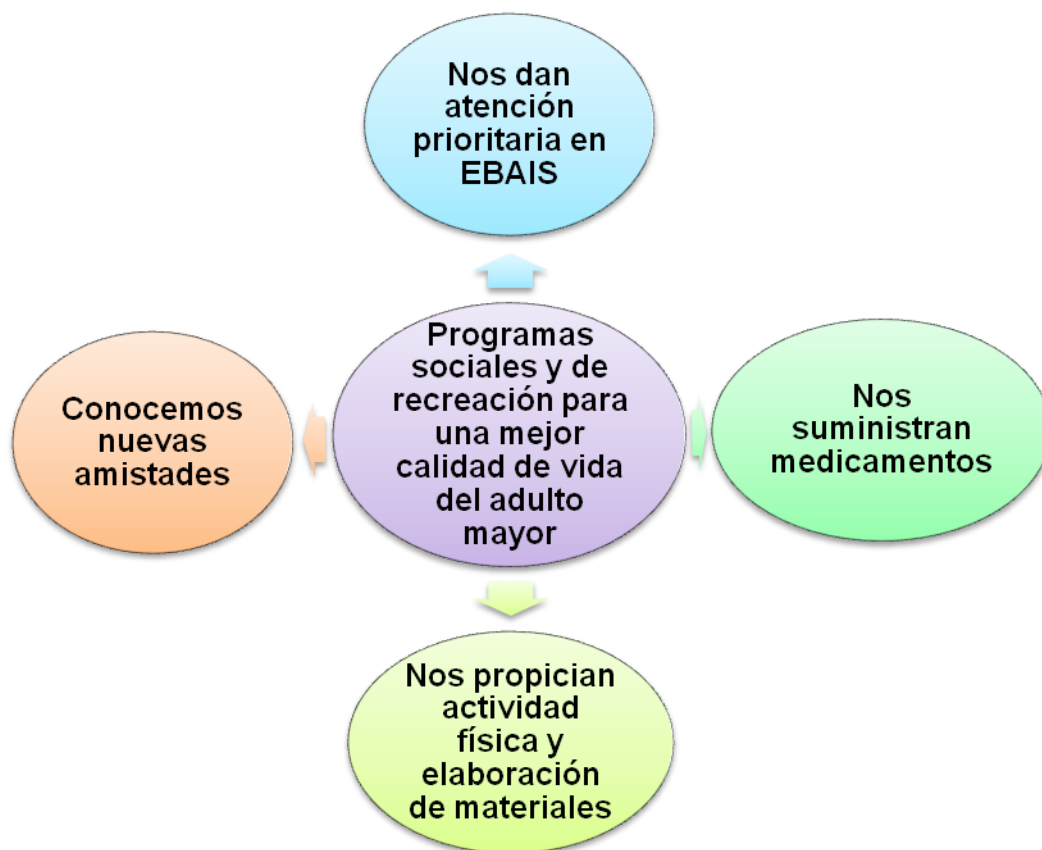 Nos dan
atención
prioritaria en
EBAIS
Programas
sociales y de
recreación para
una mejor
calidad de vida
del adulto
mayor
Conocemos
nuevas
amistades
Nos
suministran
medicamentos
Nos propician
actividad
física y
elaboración
de materiales